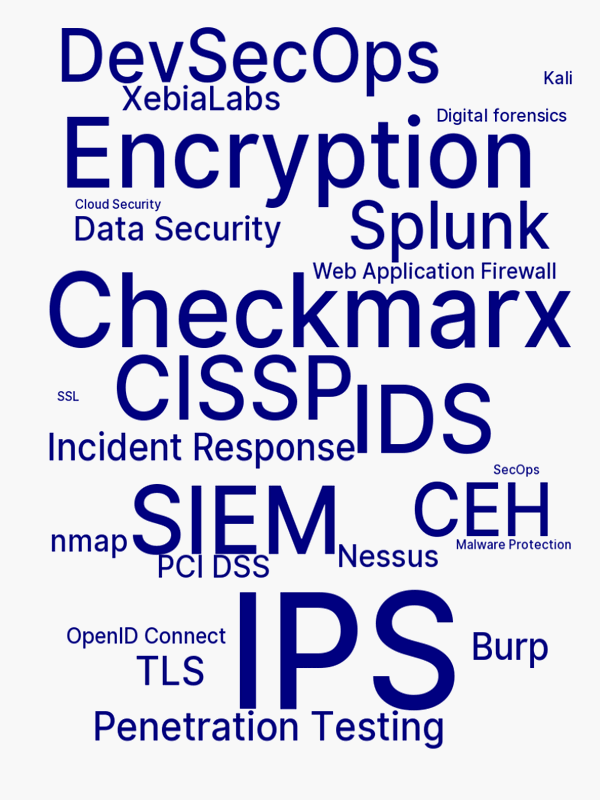 DevSecOps
Kali
XebiaLabs
Digital forensics
Encryption
Cloud Security
Data Security
Splunk
Web Application Firewall
Checkmarx
CISSP
SSL
IDS
Incident Response
SecOps
SIEM
CEH
nmap
Malware Protection
Nessus
PCI DSS
IPS
OpenID Connect
Burp
TLS
Penetration Testing